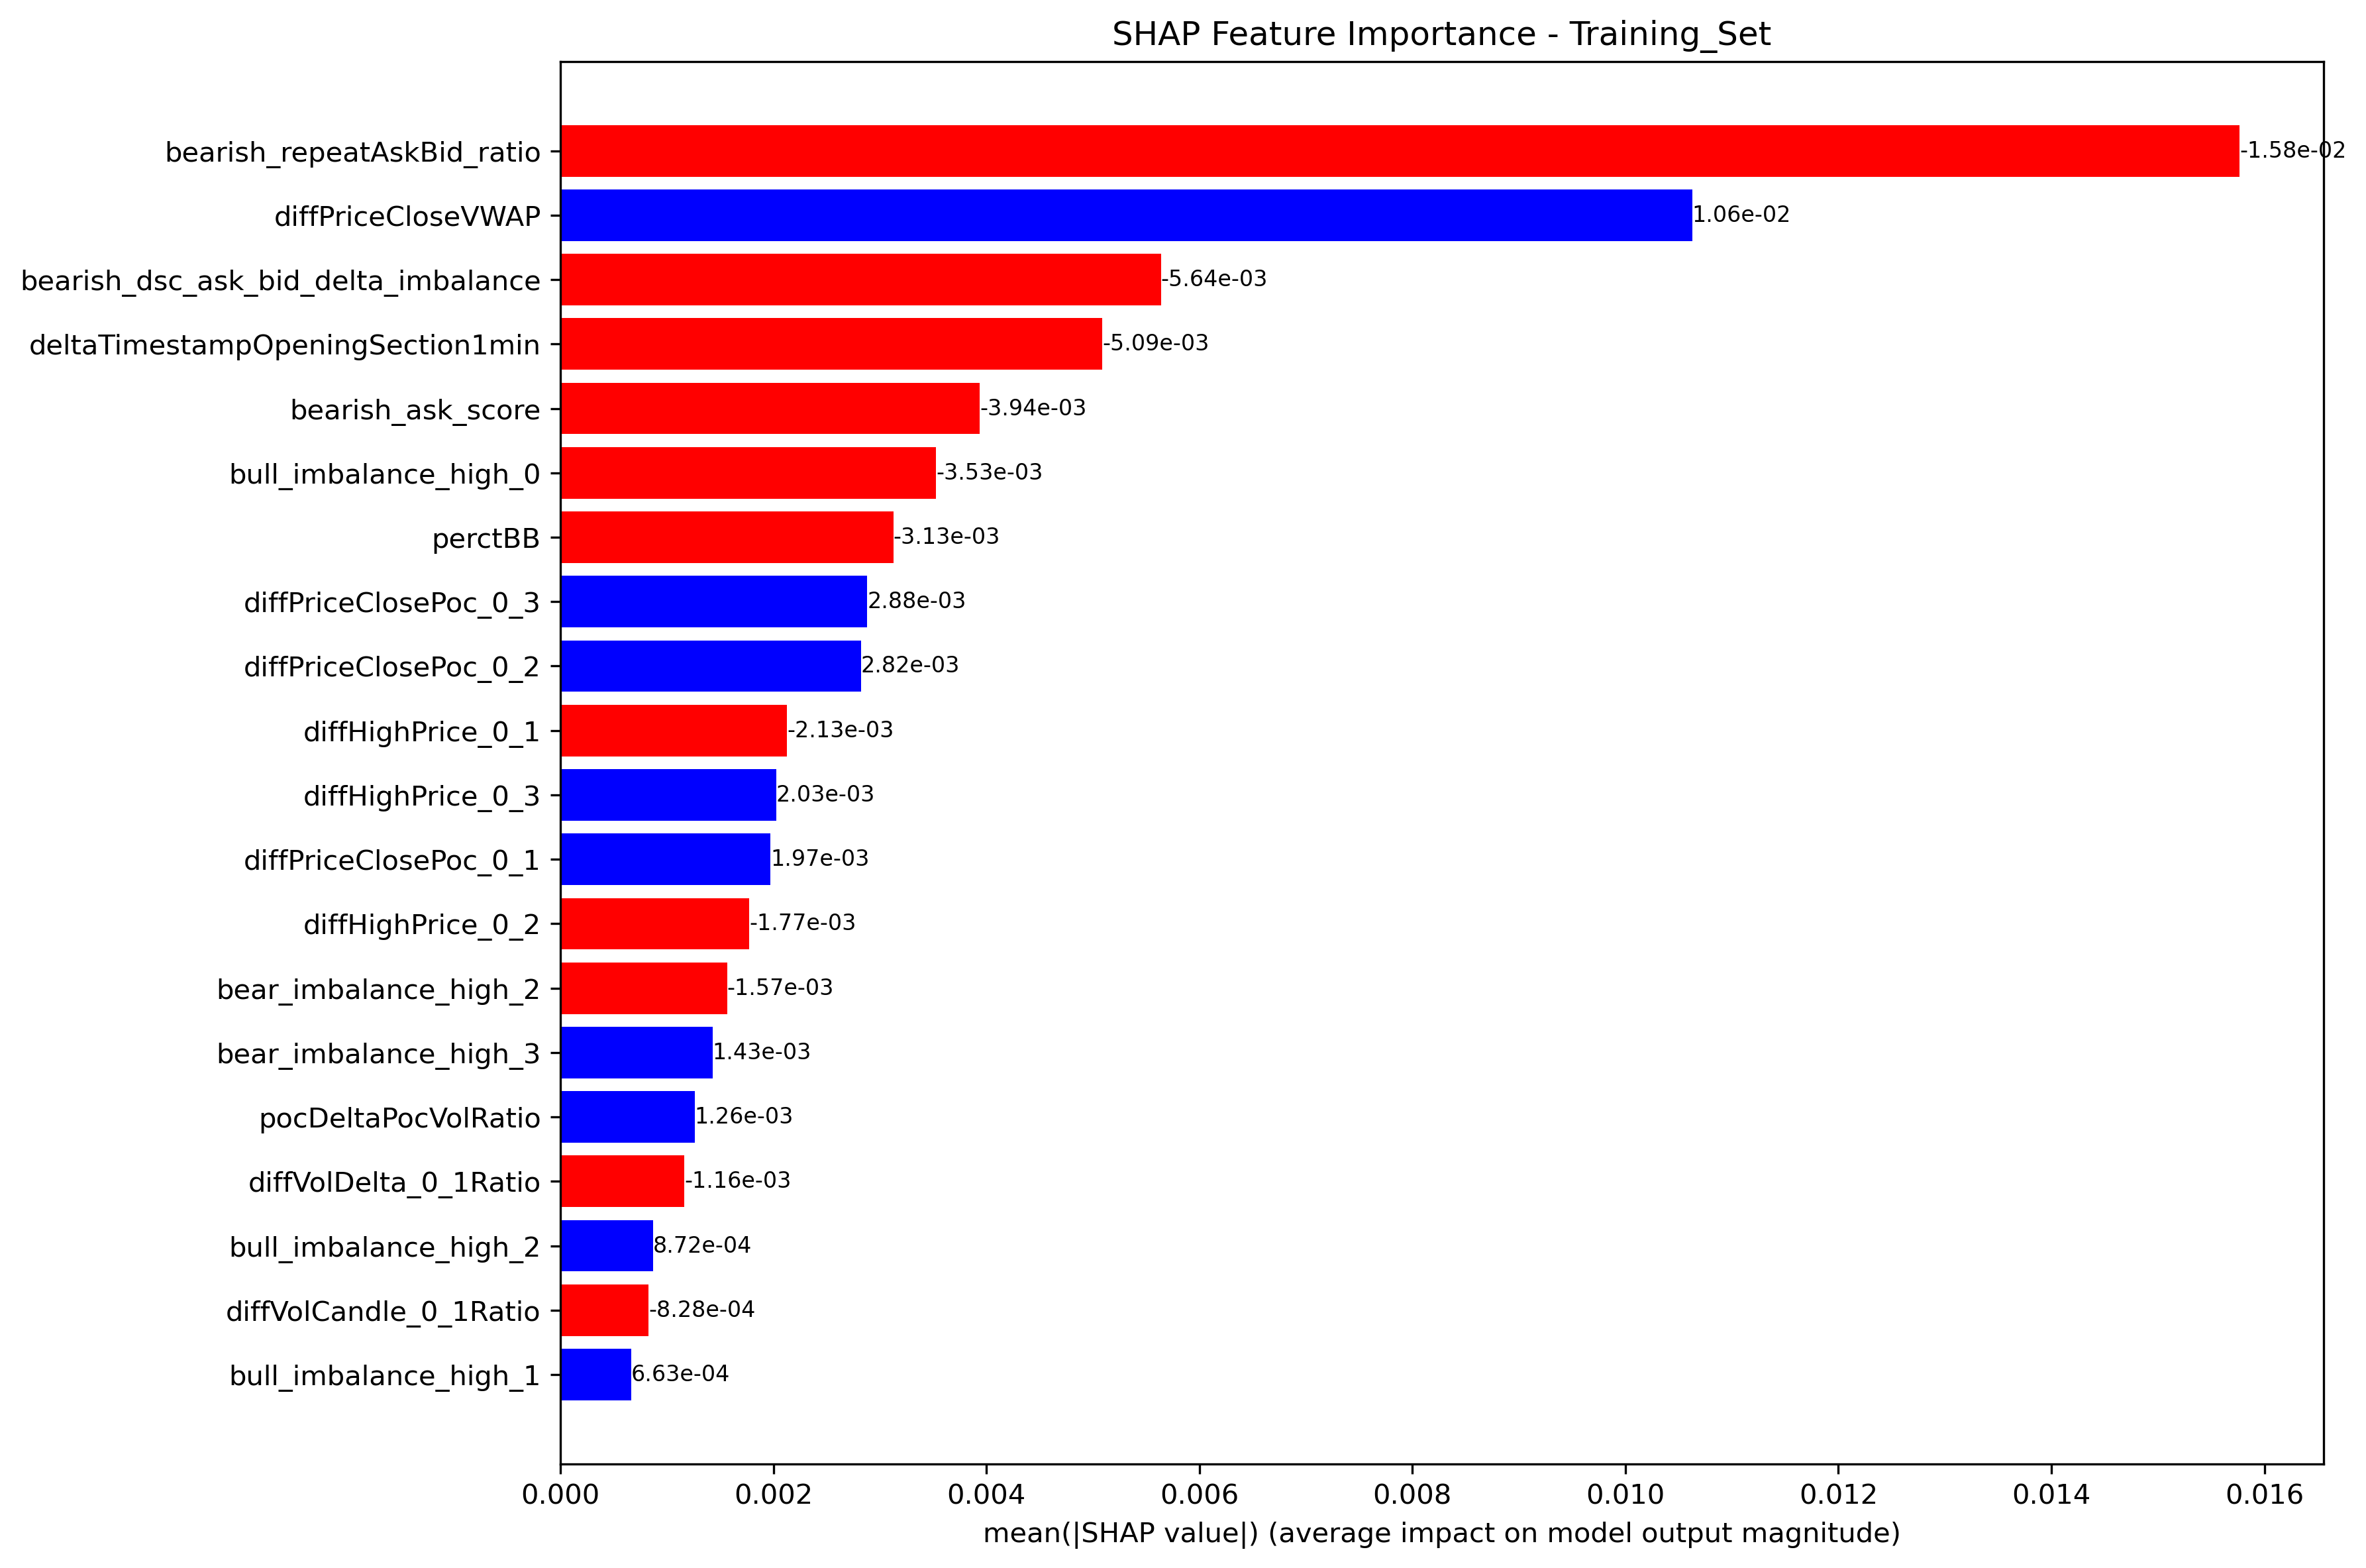 SHAP Feature Importance - Training_Set
bearish_repeatAskBid_ratio -1.58e-02
diffPriceCloseVWAP 1.06e-02
bearish_dsc_ask_bid_delta_imbalance -5.64e-03
deltaTimestampOpeningSection1min -5.09e-03
bearish_ask_score -3.94e-03
bull_imbalance_high_0 -3.53e-03
perctBB -3.13e-03
diffPriceClosePoc_0_3 2.88e-03
diffPriceClosePoc_0_2 2.82e-03
diffHighPrice_0_1 -2.13e-03
diffHighPrice_0_3 2.03e-03
diffPriceClosePoc_0_1 1.97e-03
diffHighPrice_0_2 -1.77e-03
bear_imbalance_high_2 -1.57e-03
bear_imbalance_high_3 1.43e-03
pocDeltaPocVolRatio 1.26e-03
diffVolDelta_0_1Ratio -1.16e-03
bull_imbalance_high_2 8.72e-04
diffVolCandle_0_1Ratio -8.28e-04
bull_imbalance_high_1 6.63e-04
0.000 0.002 0.004 0.006 0.008 0.010 0.012 0.014 0.016
mean(|SHAP value|) (average impact on model output magnitude)